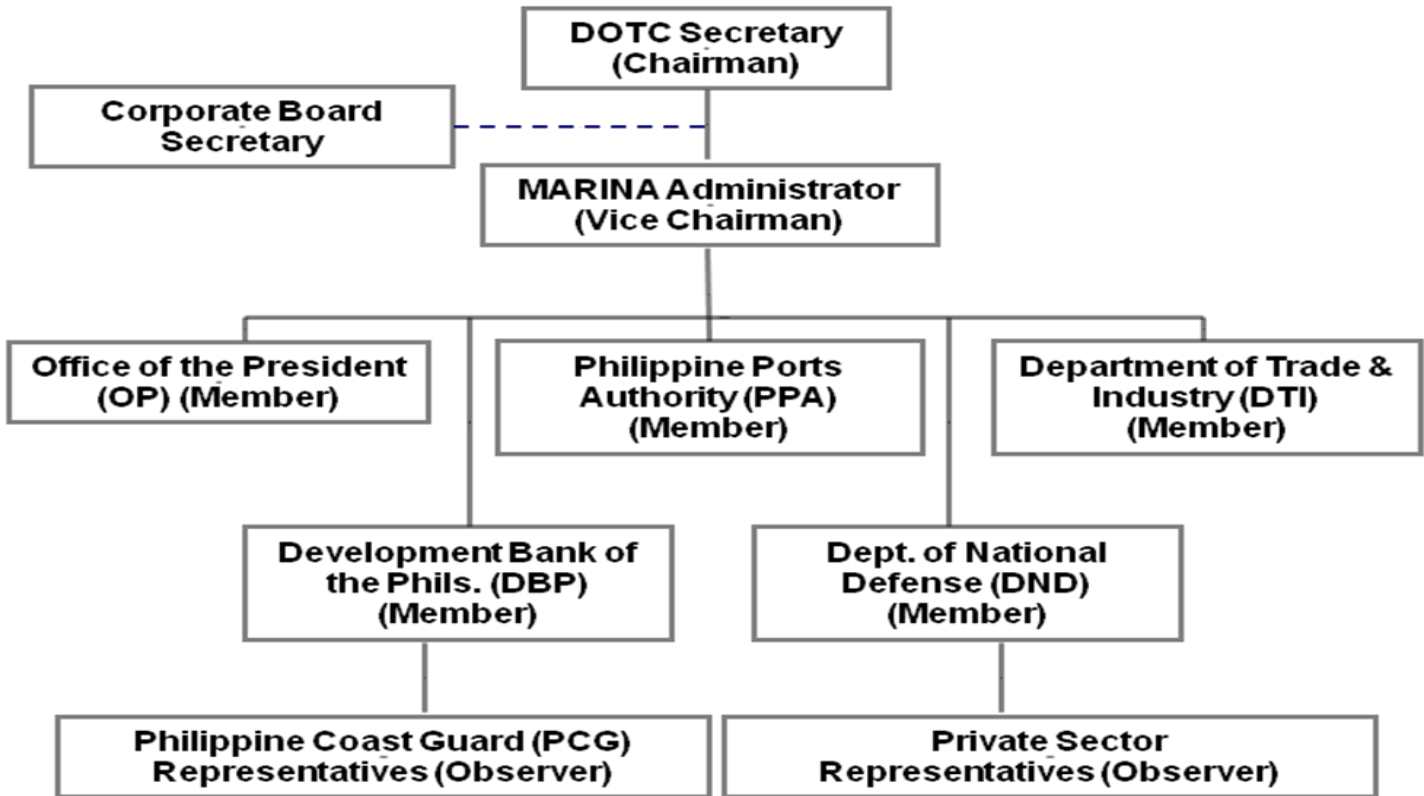 DOTC Secretary
(Chairman)
Corporate Board
Secretary
MARINA Administrator
(Vice Chairman)
Office of the President
(OP) (Member)
Philippine Ports
Authority (PPA)
(Member)
Department of Trade &
Industry (DTI)
(Member)
Development Bank of
the Phils. (DBP)
(Member)
Dept. of National
Defense (DND)
(Member)
Philippine Coast Guard (PCG)
Representatives (Observer)
Private Sector
Representatives (Observer)